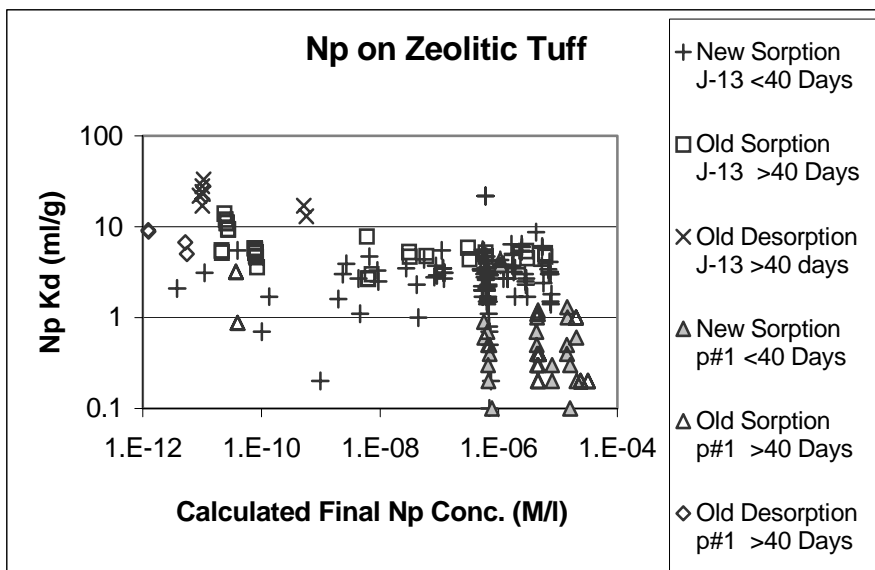 Np on Zeolitic Tuff
Np Kd (ml/g)
100
10
1
0.1
1.E-12
1.E-10
1.E-08
1.E-06
1.E-04
Calculated Final Np Conc. (M/l)
New Sorption
J-13 <40 Days
Old Sorption
J-13 >40 Days
Old Desorption
J-13 >40 days
New Sorption
p#1 <40 Days
Old Sorption
p#1 >40 Days
Old Desorption
p#1 >40 Days